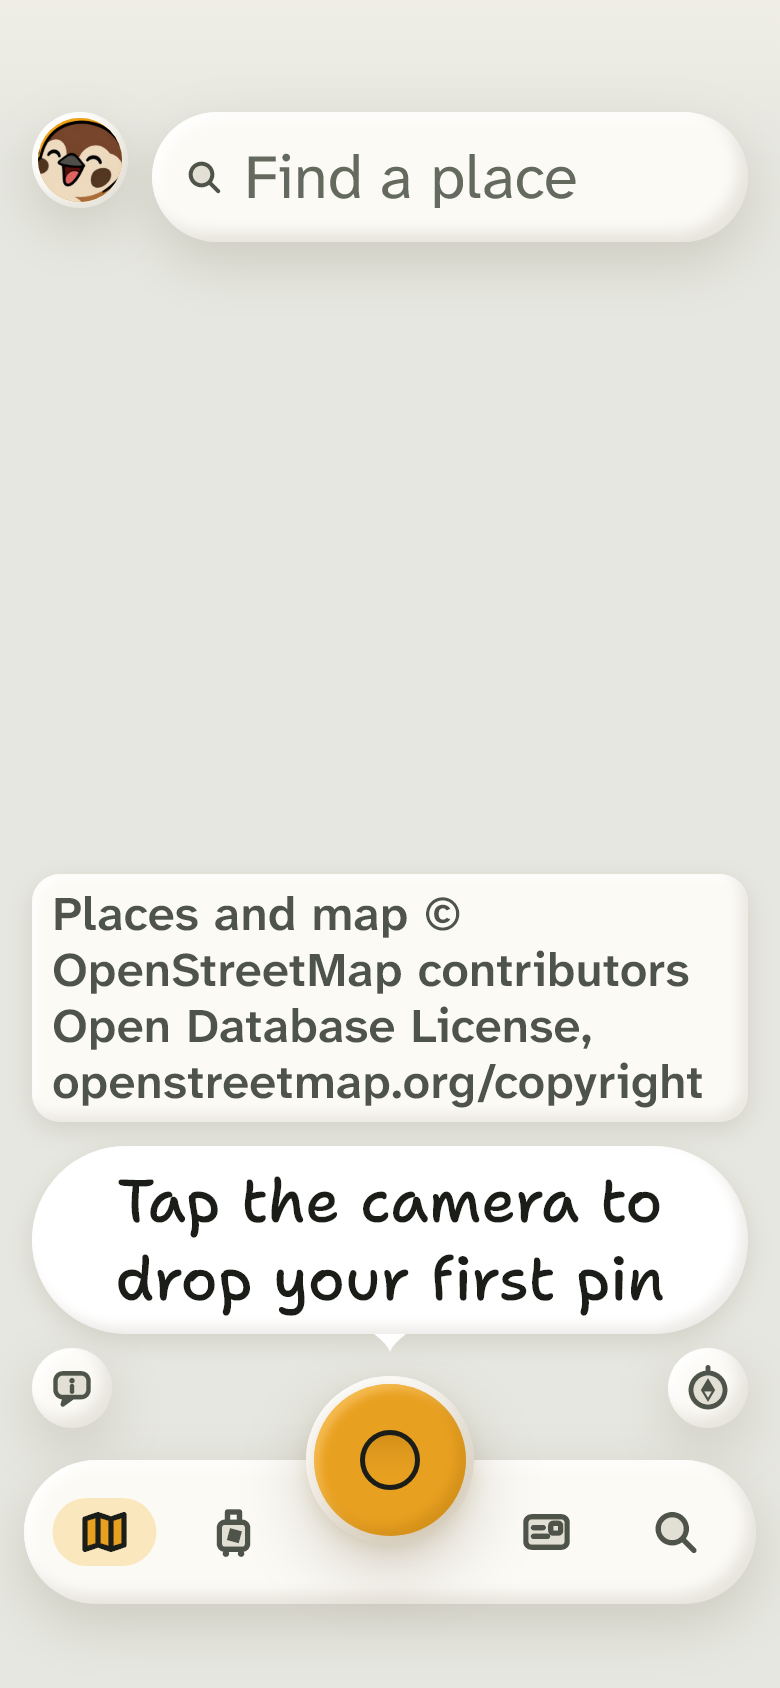 Find a place
Places and map ©
OpenStreetMap contributors
Open Database License,
openstreetmap.org/copyright
Tap the camera to
drop your first pin